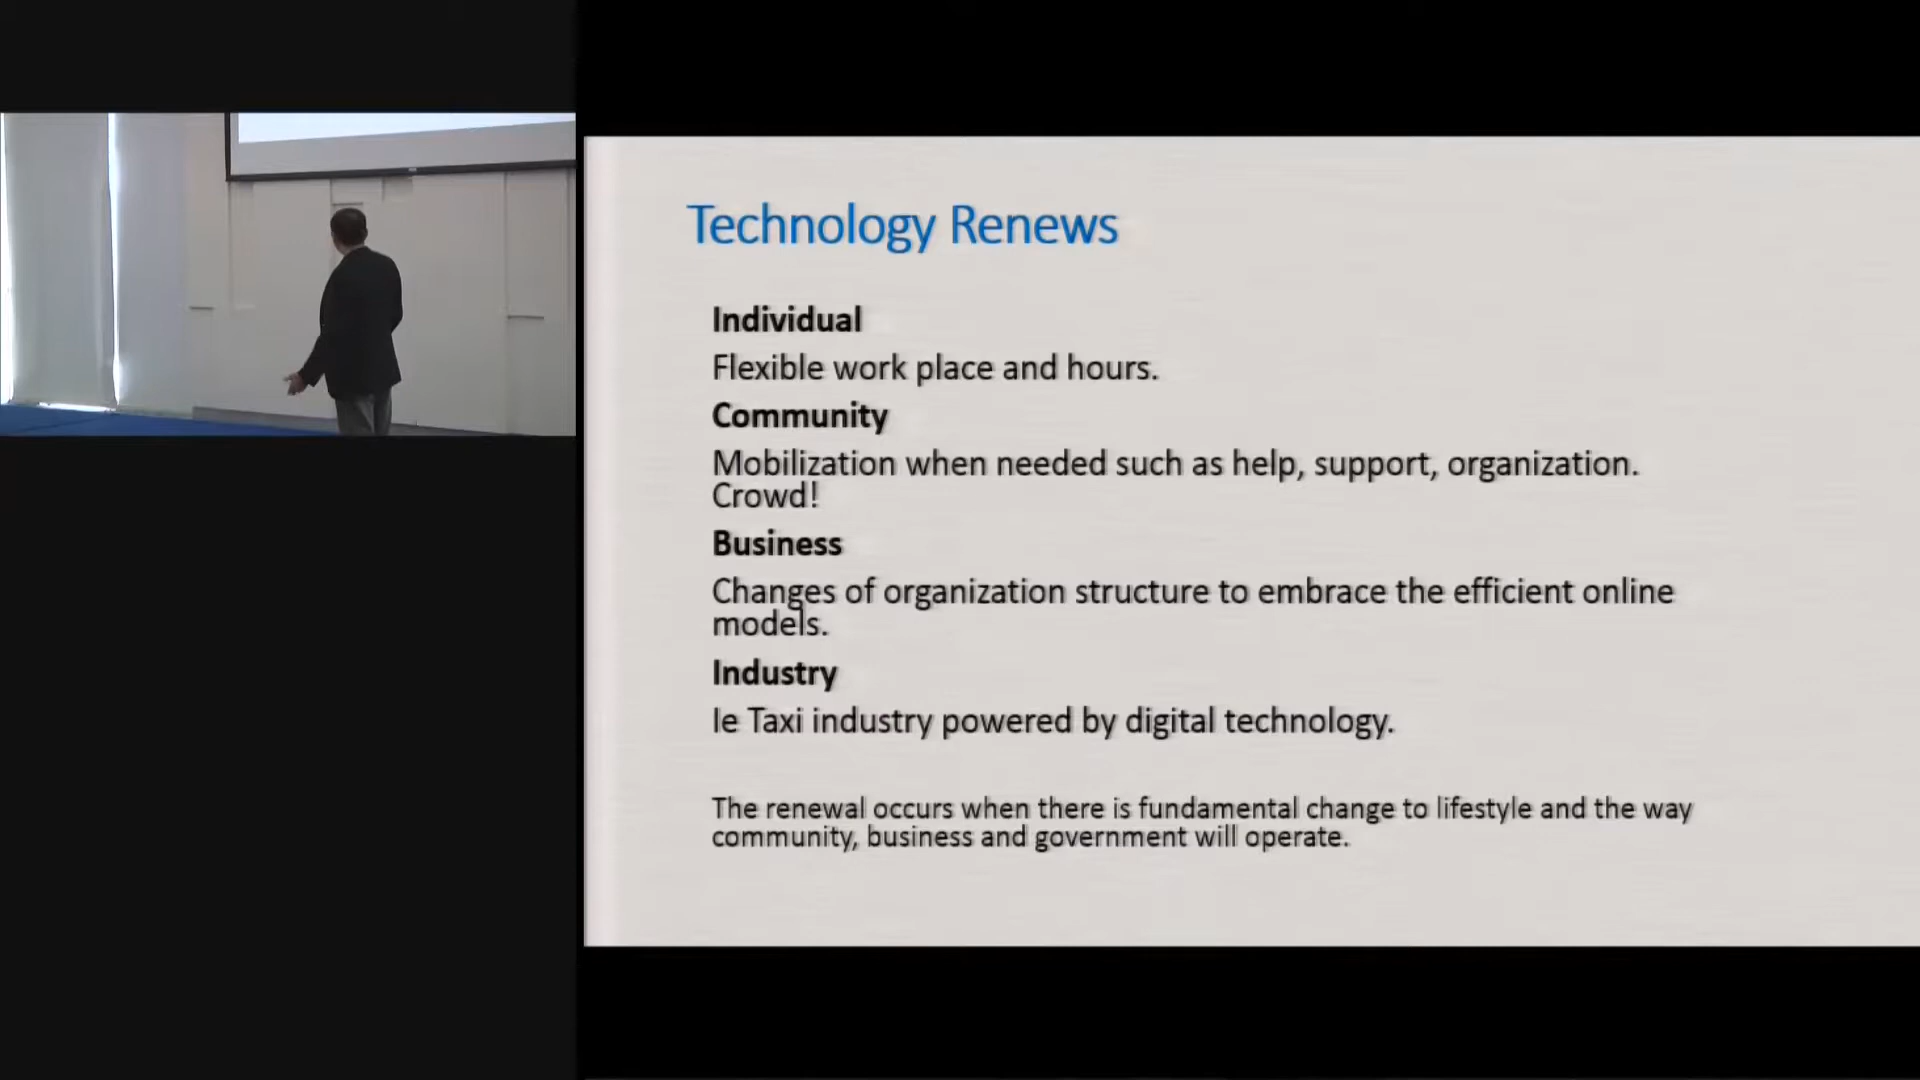 Technology Renews
Individual
Flexible work place and hours.
Community
Mobilization when needed such as help, support, organization.
Crowd!
Business
Changes of organization structure to embrace the efficient online
models.
Industry
Ie Taxi industry powered by digital technology.
The renewal occurs when there is fundamental change to lifestyle and the way
community, business and government will operate.